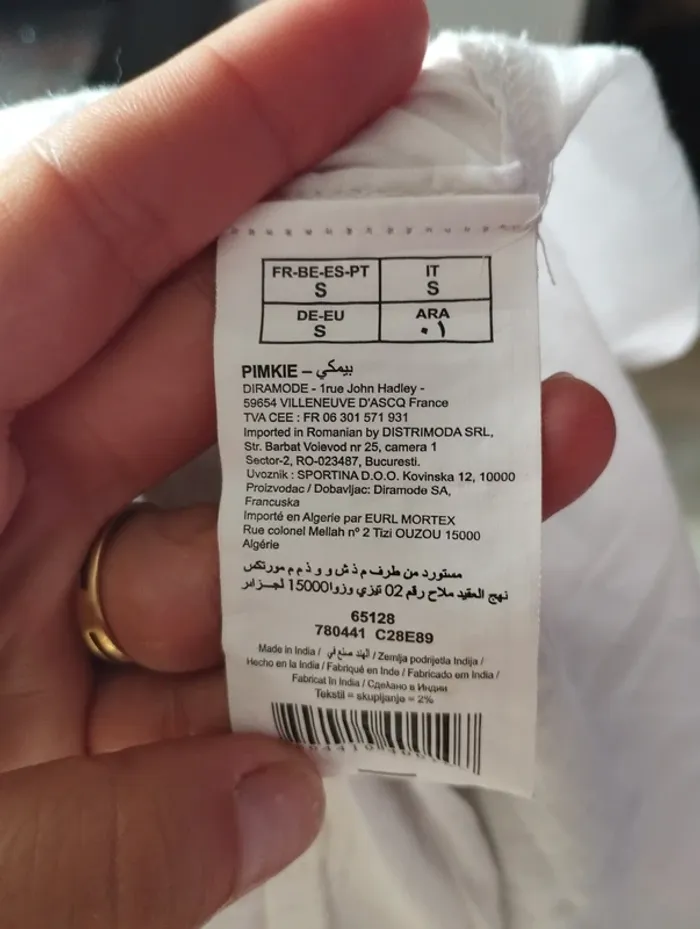 FR-BE-ES-PT
S
IT
S
DE-EU
S
ARA
٠١
PIMKIE – بيمكي
DIRAMODE - 1rue John Hadley -
59654 VILLENEUVE D'ASCQ France
TVA CEE : FR 06 301 571 931
Imported in Romanian by DISTRIMODA SRL,
Str. Barbat Voievod nr 25, camera 1
Sector-2, RO-023487, Bucuresti.
Uvoznik : SPORTINA D.O.O. Kovinska 12, 10000
Proizvodac / Dobavljac: Diramode SA,
Francuska
Importé en Algerie par EURL MORTEX
Rue colonel Mellah nº 2 Tizi OUZOU 15000
Algérie
مستورد من طرف م ذ ش و و ذ م م مورتكس
نهج العقيد ملاح رقم 02 تيزي وزوا15000 لجـــزائر
65128
780441 C28E89
Made in India / الهند صنع في / Zemlja podrijetla Indija /
Hecho en la India / Fabriqué en Inde / Fabricado em India /
Fabricat In India / Сделано в Индии
Tekstil = skupljanje = 2%